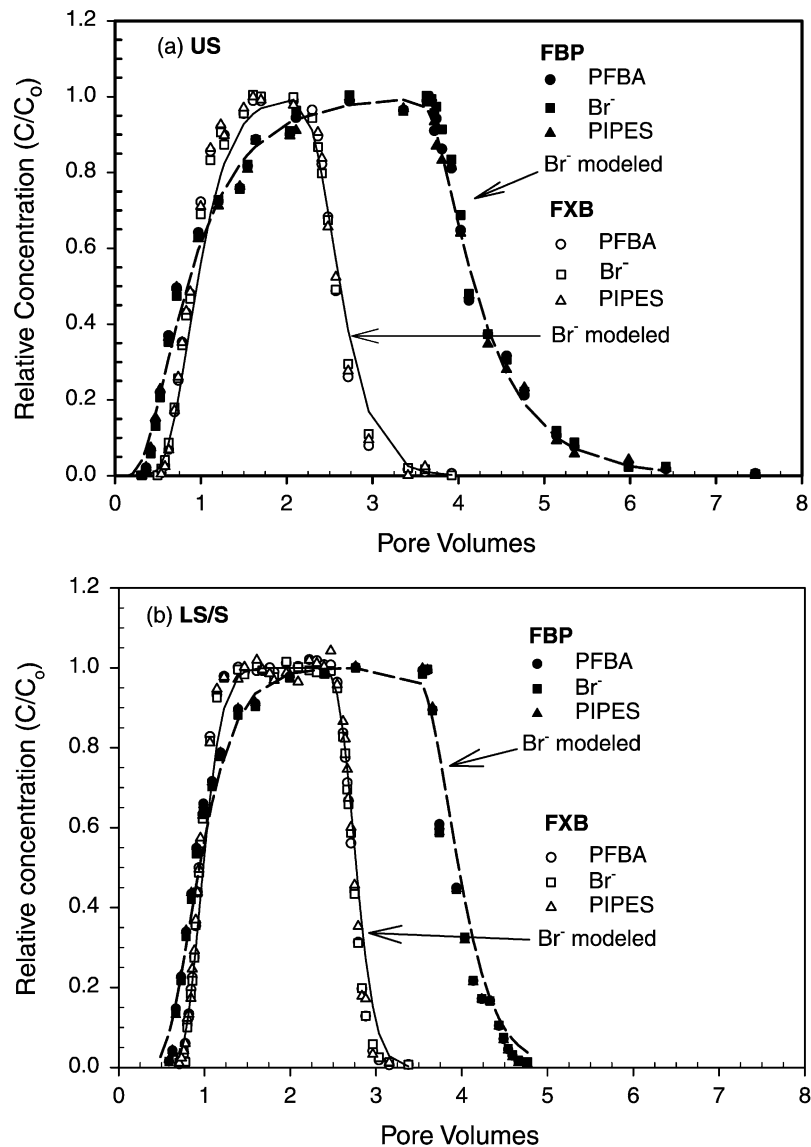 (a) US
FBP
PFBA
Br⁻
PIPES
Br⁻ modeled
FXB
PFBA
Br⁻
PIPES
Br⁻ modeled
Relative Concentration (C/C₀)
1.2
1.0
0.8
0.6
0.4
0.2
0.0
0 1 2 3 4 5 6 7 8
Pore Volumes
(b) LS/S
FBP
PFBA
Br⁻
PIPES
Br⁻ modeled
FXB
PFBA
Br⁻
PIPES
Br⁻ modeled
Relative concentration (C/C₀)
1.2
1.0
0.8
0.6
0.4
0.2
0.0
0 1 2 3 4 5 6 7 8
Pore Volumes